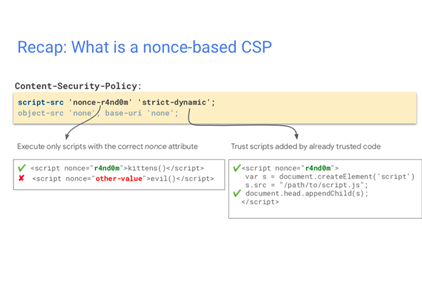 Recap: What is a nonce-based CSP
Content-Security-Policy:
script-src 'nonce-r4nd0m' 'strict-dynamic';
object-src 'none'; base-uri 'none';
Execute only scripts with the correct nonce attribute
✓ <script nonce="r4nd0m">kittens()</script>
✘ <script nonce="other-value">evil()</script>
Trust scripts added by already trusted code
✓<script nonce="r4nd0m">
var s = document.createElement('script')
s.src = "/path/to/script.js";
✓ document.head.appendChild(s);
</script>